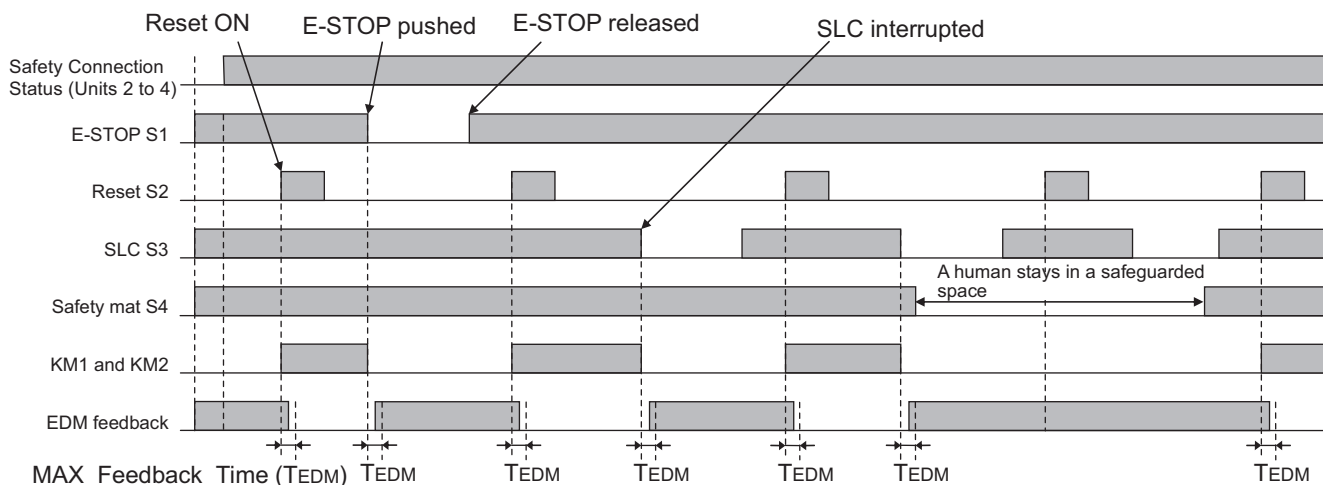 Reset ON
E-STOP pushed
E-STOP released
SLC interrupted
Safety Connection
Status (Units 2 to 4)
E-STOP S1
Reset S2
SLC S3
A human stays in a safeguarded
space
Safety mat S4
KM1 and KM2
EDM feedback
MAX Feedback Time (TEDM) TEDM TEDM TEDM TEDM TEDM TEDM